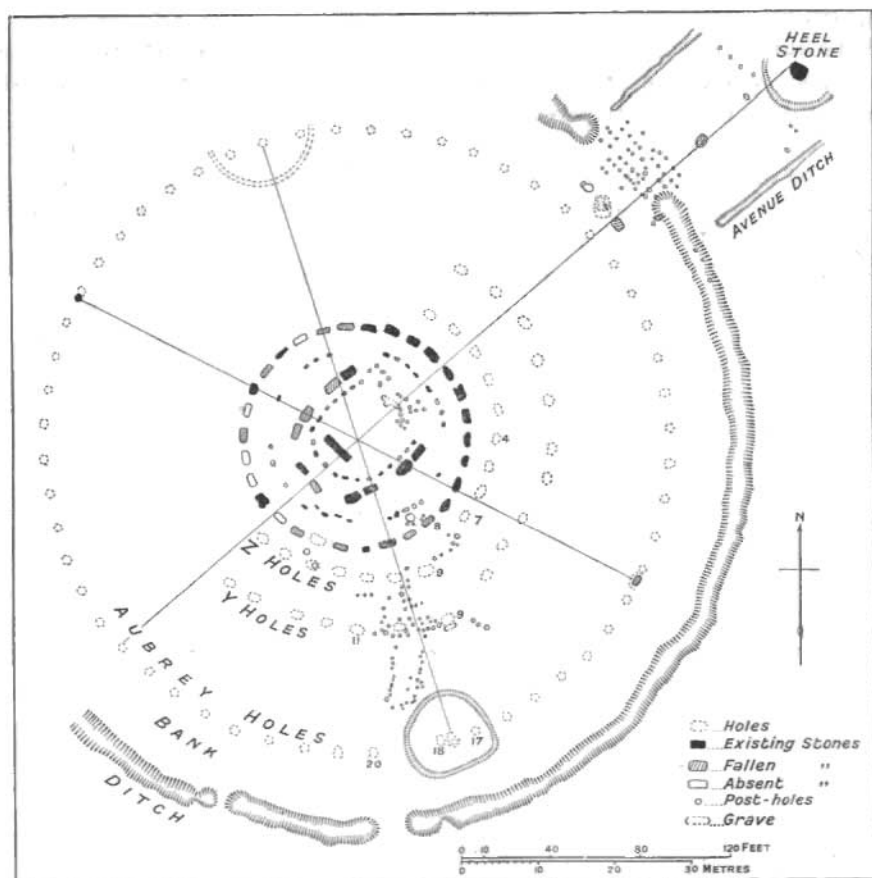 HEEL
STONE
AVENUE DITCH
N
4
7
8
Z HOLES
9
Y HOLES
9
11
AUBREY HOLES
BANK
18 17
20
DITCH
Holes
Existing Stones
Fallen "
Absent "
Post-holes
Grave
0 10 40 80 120 FEET
0 10 20 30 METRES